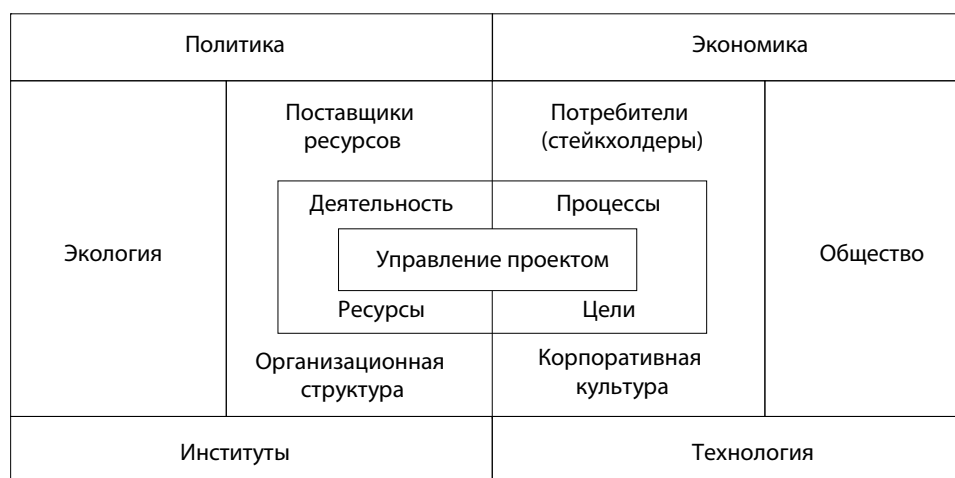 Политика
Экономика
Поставщики
ресурсов
Потребители
(стейкхолдеры)
Деятельность
Процессы
Экология
Управление проектом
Общество
Ресурсы
Цели
Организационная
структура
Корпоративная
культура
Институты
Технология